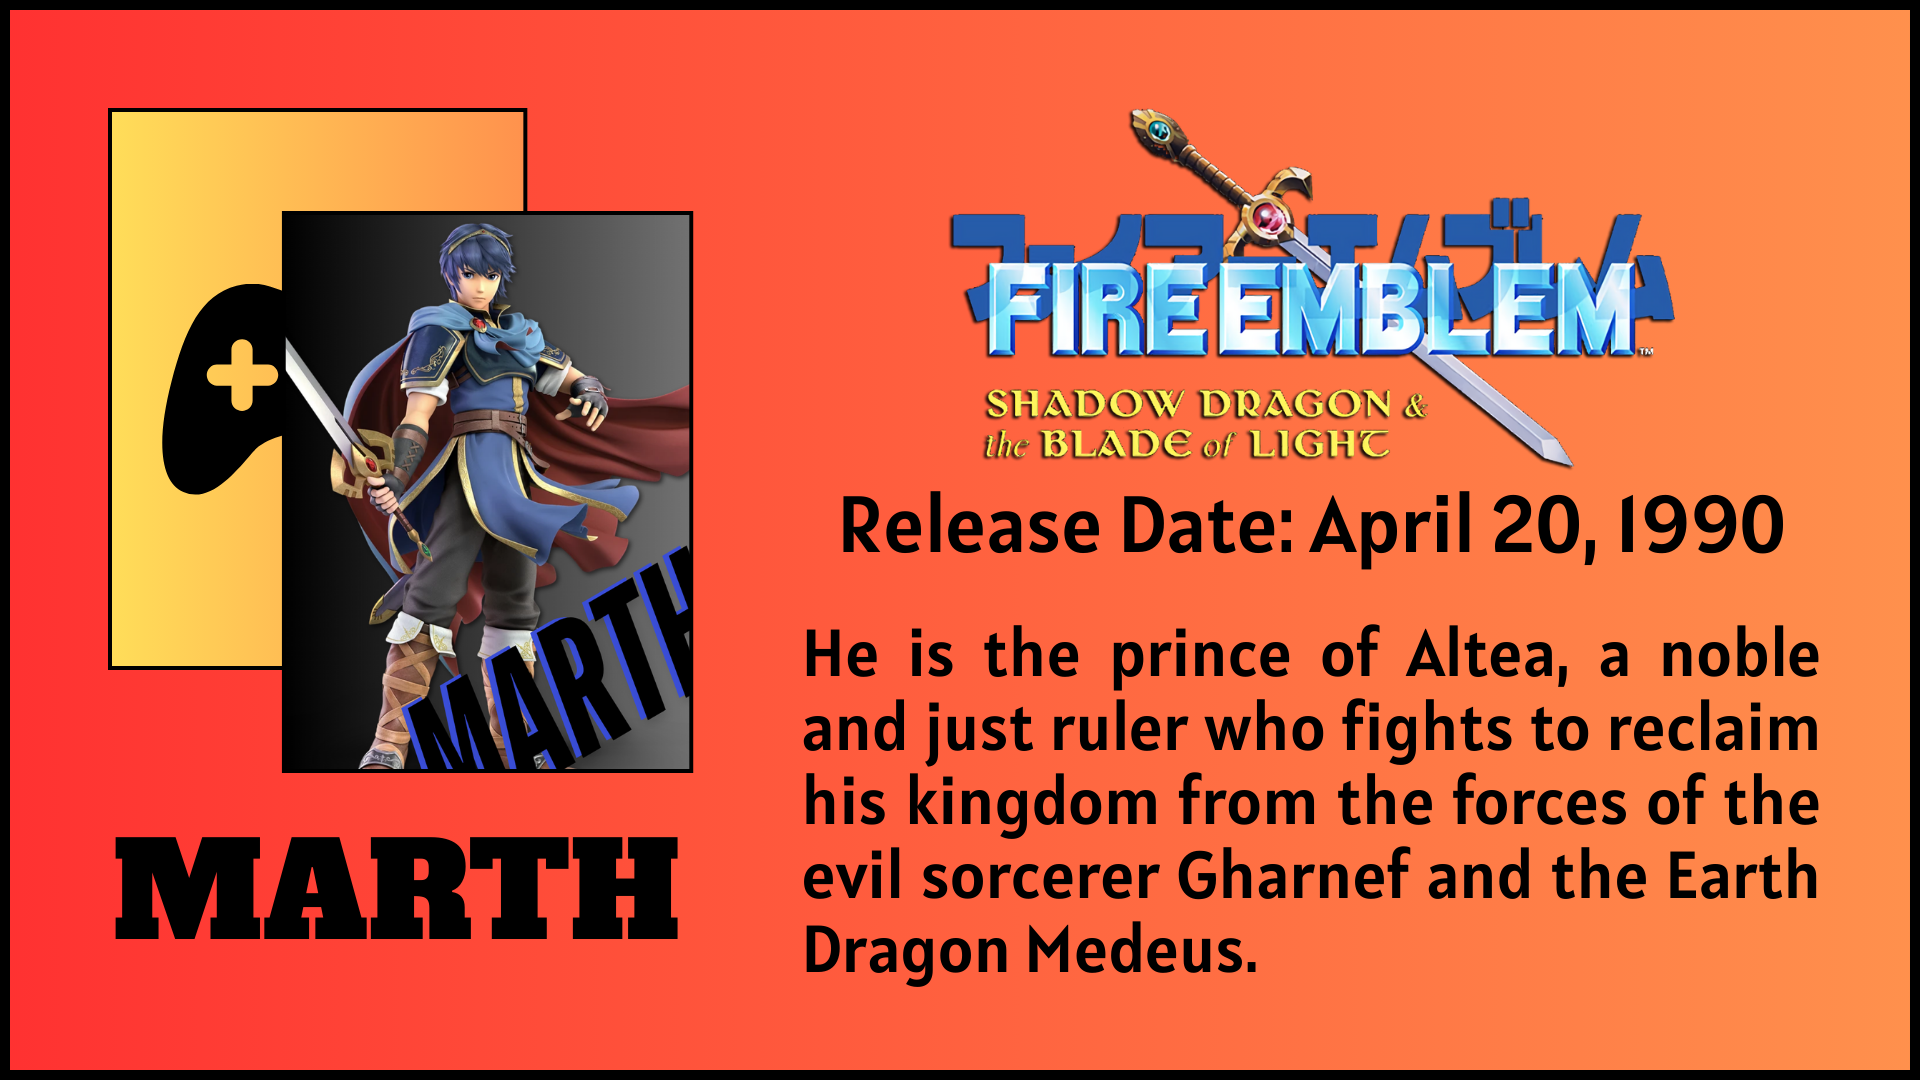 ファイアーエムブレム
FIRE EMBLEM™
SHADOW DRAGON &
the BLADE of LIGHT
Release Date: April 20, 1990
MARTH
He is the prince of Altea, a noble
and just ruler who fights to reclaim
his kingdom from the forces of the
evil sorcerer Gharnef and the Earth
Dragon Medeus.
MARTH